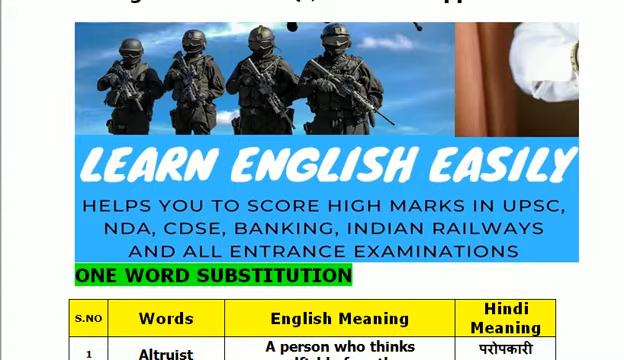 LEARN ENGLISH EASILY
HELPS YOU TO SCORE HIGH MARKS IN UPSC,
NDA, CDSE, BANKING, INDIAN RAILWAYS
AND ALL ENTRANCE EXAMINATIONS
ONE WORD SUBSTITUTION
S.NO Words English Meaning Hindi Meaning
1 Altruist A person who thinks परोपकारी